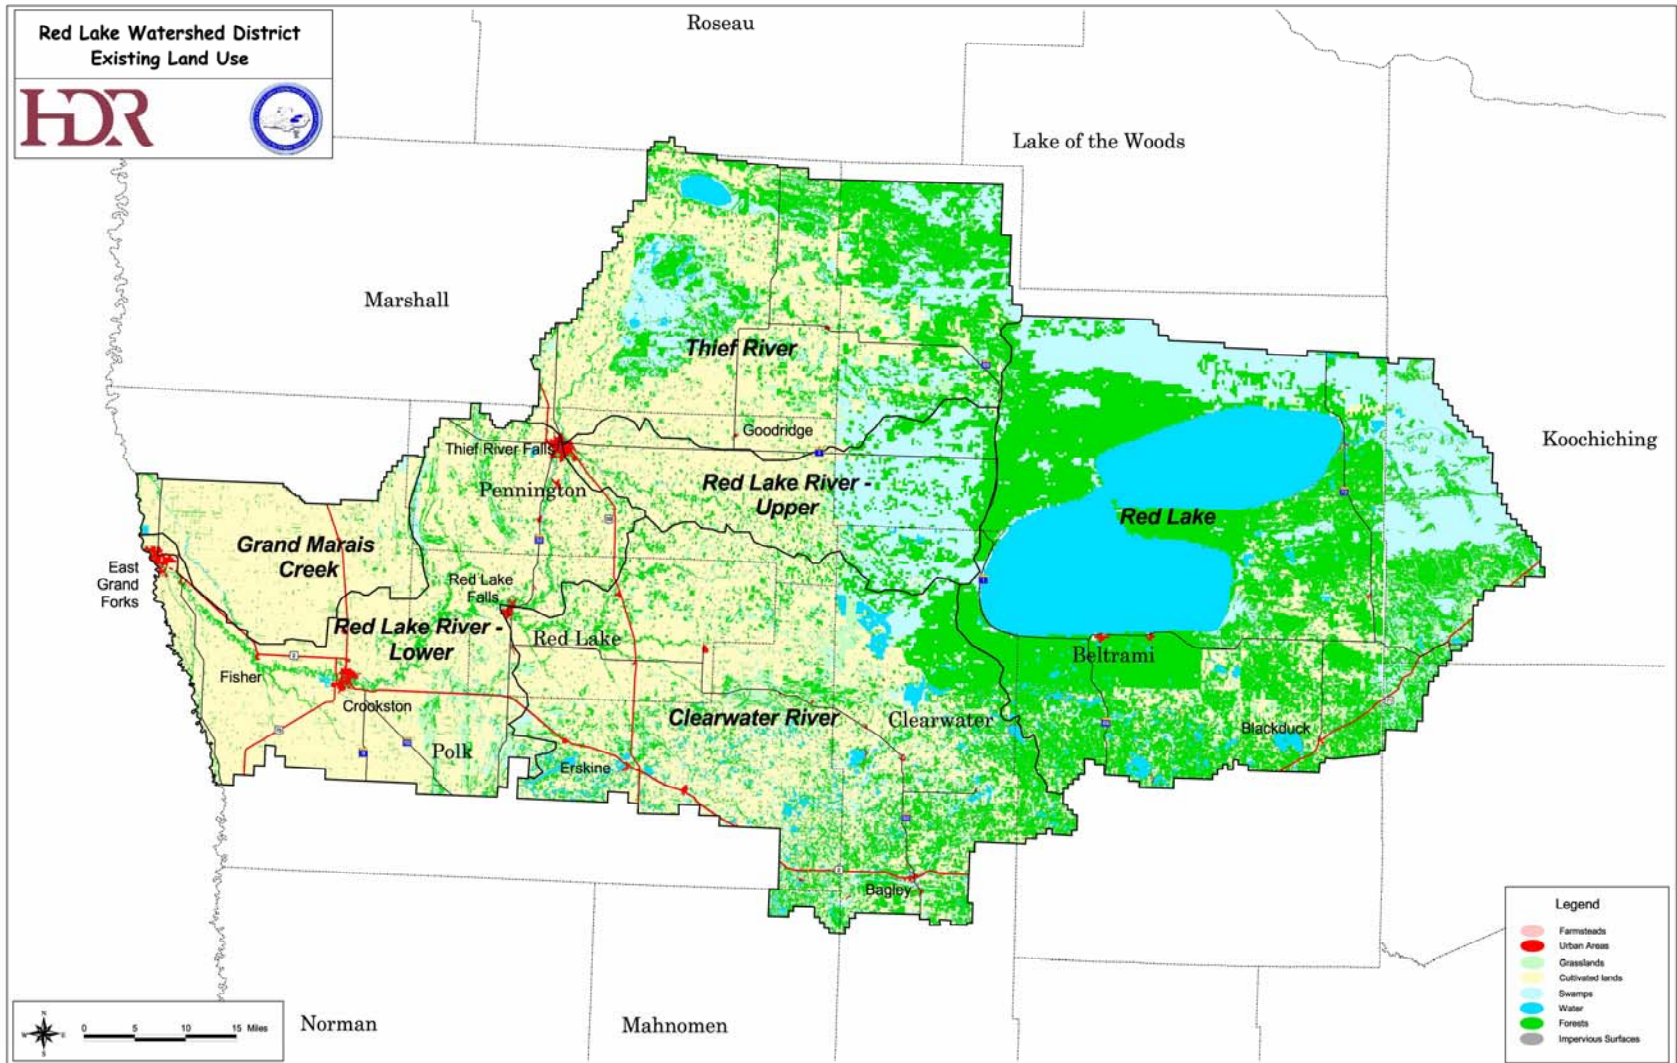 Red Lake Watershed District
Existing Land Use
HDR
Roseau
Lake of the Woods
Marshall
Thief River
Koochiching
Goodridge
Thief River Falls
Pennington
Red Lake River -
Upper
Red Lake
Grand Marais
Creek
East
Grand
Forks
Red Lake
Falls
Red Lake River -
Lower
Red Lake
Beltrami
Fisher
Crookston
Clearwater River
Clearwater
Blackduck
Polk
Erskine
Bagley
Legend
Farmsteads
Urban Areas
Grasslands
Cultivated lands
Swamps
Water
Forests
Impervious Surfaces
N
W E
S
0 5 10 15 Miles
Norman
Mahnomen